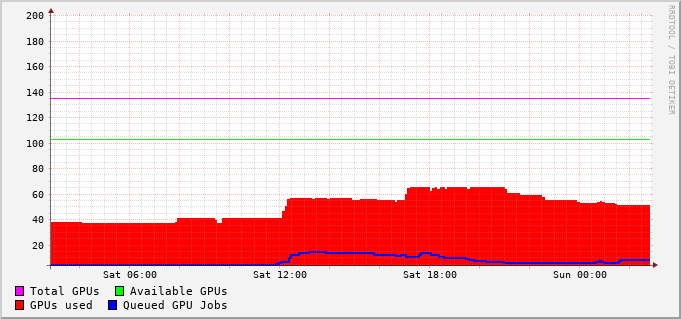 RRDTOOL / TOBI OETIKER
200
180
160
140
120
100
80
60
40
20
Sat 06:00 Sat 12:00 Sat 18:00 Sun 00:00
Total GPUs Available GPUs
GPUs used Queued GPU Jobs